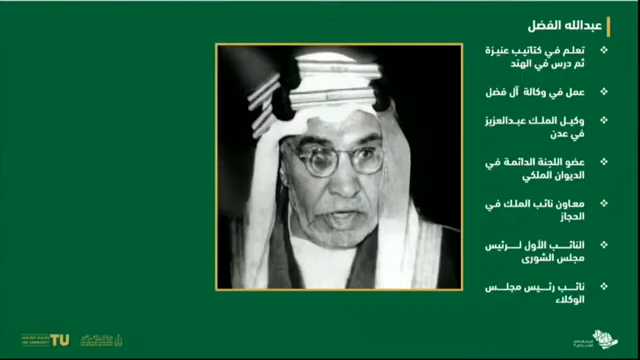 عبدالله الفضل
تعلم في كتاتيب عنيزة
ثم درس في الهند
عمل في وكالة آل فضل
وكيل الملك عبدالعزيز
في عدن
عضو اللجنة الدائمة في
الديوان الملكي
معاون نائب الملك في
الحجاز
النائب الأول لرئيس
مجلس الشورى
نائب رئيس مجلس
الوكلاء
TU